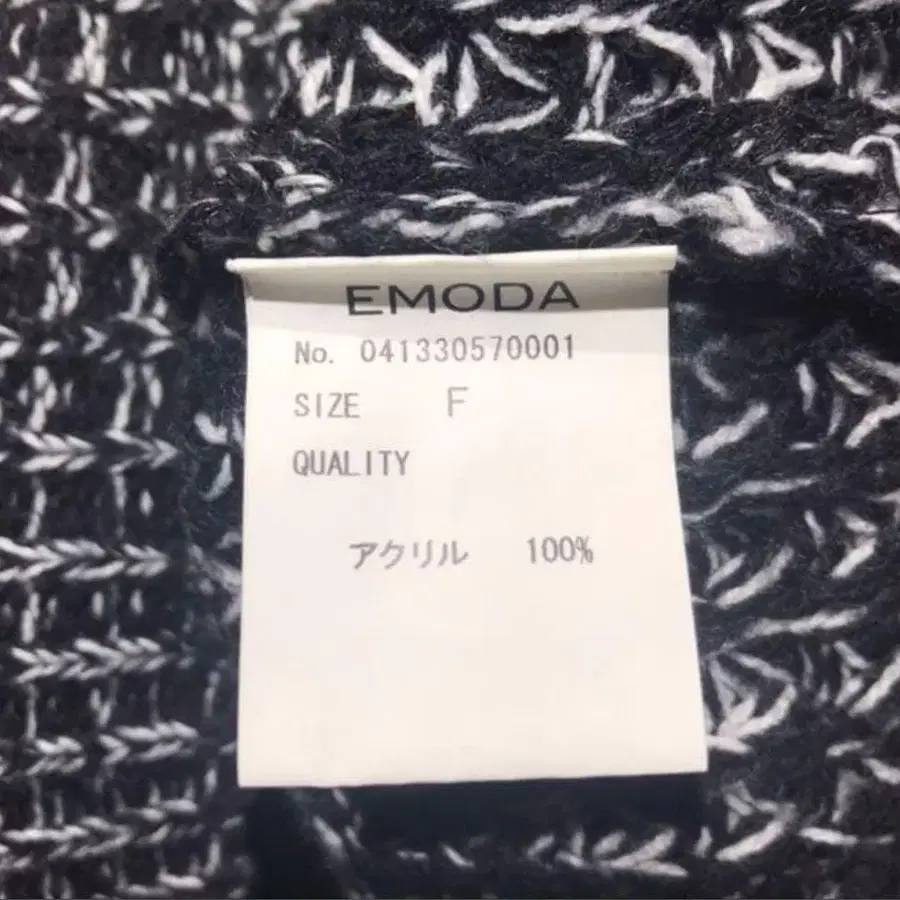 EMODA
No. 041330570001
SIZE F
QUALITY
アクリル 100%